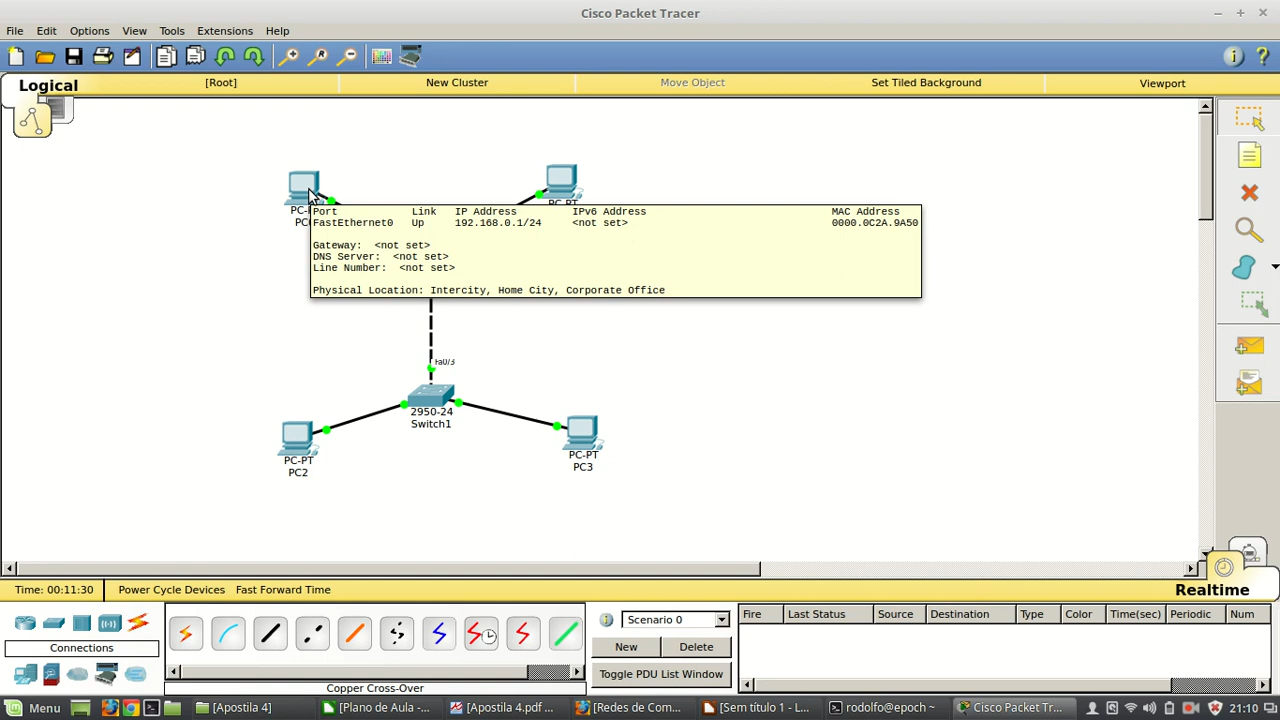 Cisco Packet Tracer
File Edit Options View Tools Extensions Help
Logical [Root] New Cluster Move Object Set Tiled Background Viewport
Port Link IP Address IPv6 Address MAC Address
FastEthernet0 Up 192.168.0.1/24 <not set> 0000.0C2A.9A50
Gateway: <not set>
DNS Server: <not set>
Line Number: <not set>
Physical Location: Intercity, Home City, Corporate Office
Fa0/3
2950-24
Switch1
PC-PT
PC2
PC-PT
PC3
Time: 00:11:30 Power Cycle Devices Fast Forward Time Realtime
Connections
Copper Cross-Over
Scenario 0
New Delete
Toggle PDU List Window
Fire Last Status Source Destination Type Color Time(sec) Periodic Num
Menu [Apostila 4] [Plano de Aula -... [Apostila 4.pdf ... [Redes de Com... [Sem título 1 - L... rodolfo@epoch ~ Cisco Packet Tr... 21:10